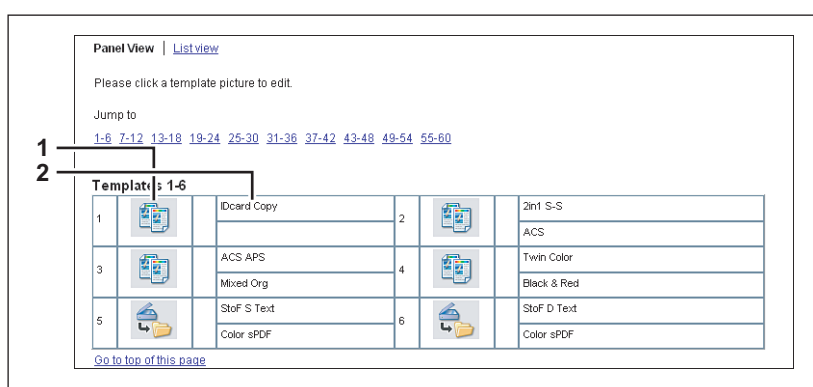 Panel View | List view
Please click a template picture to edit.
Jump to
1-6 7-12 13-18 19-24 25-30 31-36 37-42 43-48 49-54 55-60
1
2
Templates 1-6
1 IDcard Copy 2 2in1 S-S
ACS
3 ACS APS 4 Twin Color
Mixed Org Black & Red
5 StoF S Text 6 StoF D Text
Color sPDF Color sPDF
Go to top of this page